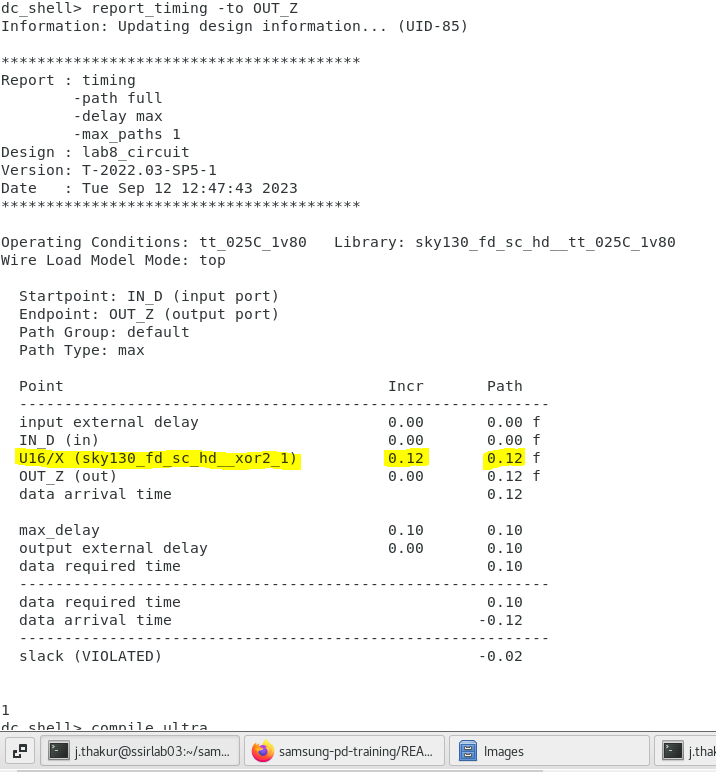 dc_shell> report_timing -to OUT_Z
Information: Updating design information... (UID-85)
****************************************
Report : timing
        -path full
        -delay max
        -max_paths 1
Design : lab8_circuit
Version: T-2022.03-SP5-1
Date   : Tue Sep 12 12:47:43 2023
****************************************
Operating Conditions: tt_025C_1v80   Library: sky130_fd_sc_hd__tt_025C_1v80
Wire Load Model Mode: top
  Startpoint: IN_D (input port)
  Endpoint: OUT_Z (output port)
  Path Group: default
  Path Type: max
  Point                                    Incr       Path
  -----------------------------------------------------------
  input external delay                     0.00       0.00 f
  IN_D (in)                                0.00       0.00 f
  U16/X (sky130_fd_sc_hd__xor2_1)          0.12       0.12 f
  OUT_Z (out)                              0.00       0.12 f
  data arrival time                                   0.12
  max_delay                                0.10       0.10
  output external delay                    0.00       0.10
  data required time                                  0.10
  -----------------------------------------------------------
  data required time                                  0.10
  data arrival time                                  -0.12
  -----------------------------------------------------------
  slack (VIOLATED)                                   -0.02
1
dc_shell> compile_ultra
j.thakur@ssirlab03:~/sam... samsung-pd-training/REA... Images j.thak